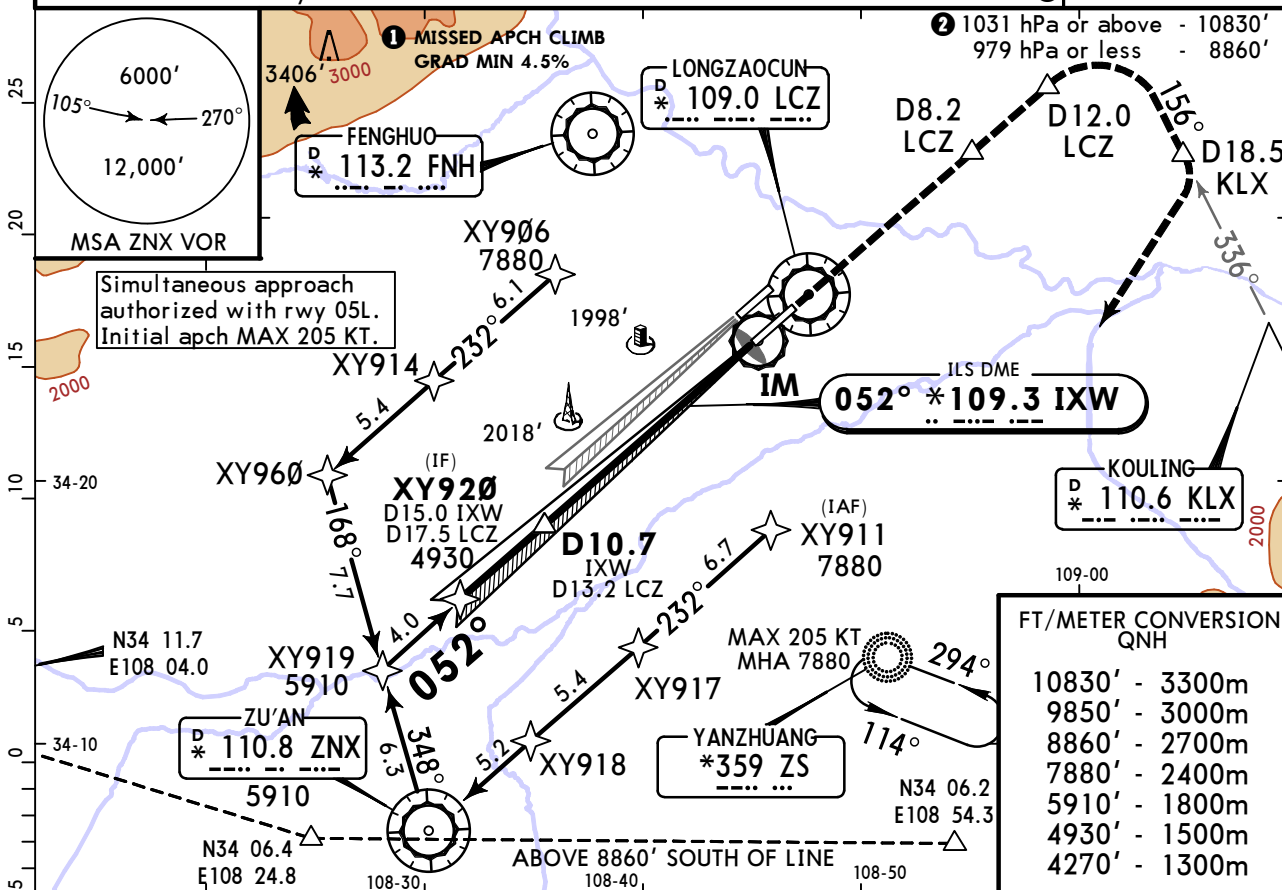 ❶ MISSED APCH CLIMB
GRAD MIN 4.5%
❷ 1031 hPa or above - 10830'
979 hPa or less - 8860'
6000'
105°
270°
12,000'
MSA ZNX VOR
3406'
3000
FENGHUO
D
* 113.2 FNH
LONGZAOCUN
D
* 109.0 LCZ
D8.2
LCZ
D12.0
LCZ
156°
D18.5
KLX
336°
Simultaneous approach
authorized with rwy 05L.
Initial apch MAX 205 KT.
XY9Ø6
7880
6.1
232°
XY914
5.4
XY96Ø
168°
7.7
2000
1998'
2018'
IM
ILS DME
052° *109.3 IXW
KOULING
D
* 110.6 KLX
2000
(IF)
XY92Ø
D15.0 IXW
D17.5 LCZ
4930
D10.7
IXW
D13.2 LCZ
(IAF)
XY911
7880
6.7
232°
XY917
5.4
XY918
5.2
4.0
052°
XY919
5910
N34 11.7
E108 04.0
ZU'AN
D
* 110.8 ZNX
5910
348°
6.3
MAX 205 KT
MHA 7880
294°
114°
YANZHUANG
*359 ZS
N34 06.2
E108 54.3
N34 06.4
E108 24.8
ABOVE 8860' SOUTH OF LINE
FT/METER CONVERSION
QNH
10830' - 3300m
9850' - 3000m
8860' - 2700m
7880' - 2400m
5910' - 1800m
4930' - 1500m
4270' - 1300m
25
20
15
10
5
0
5
34-20
34-10
108-30
108-40
108-50
109-00